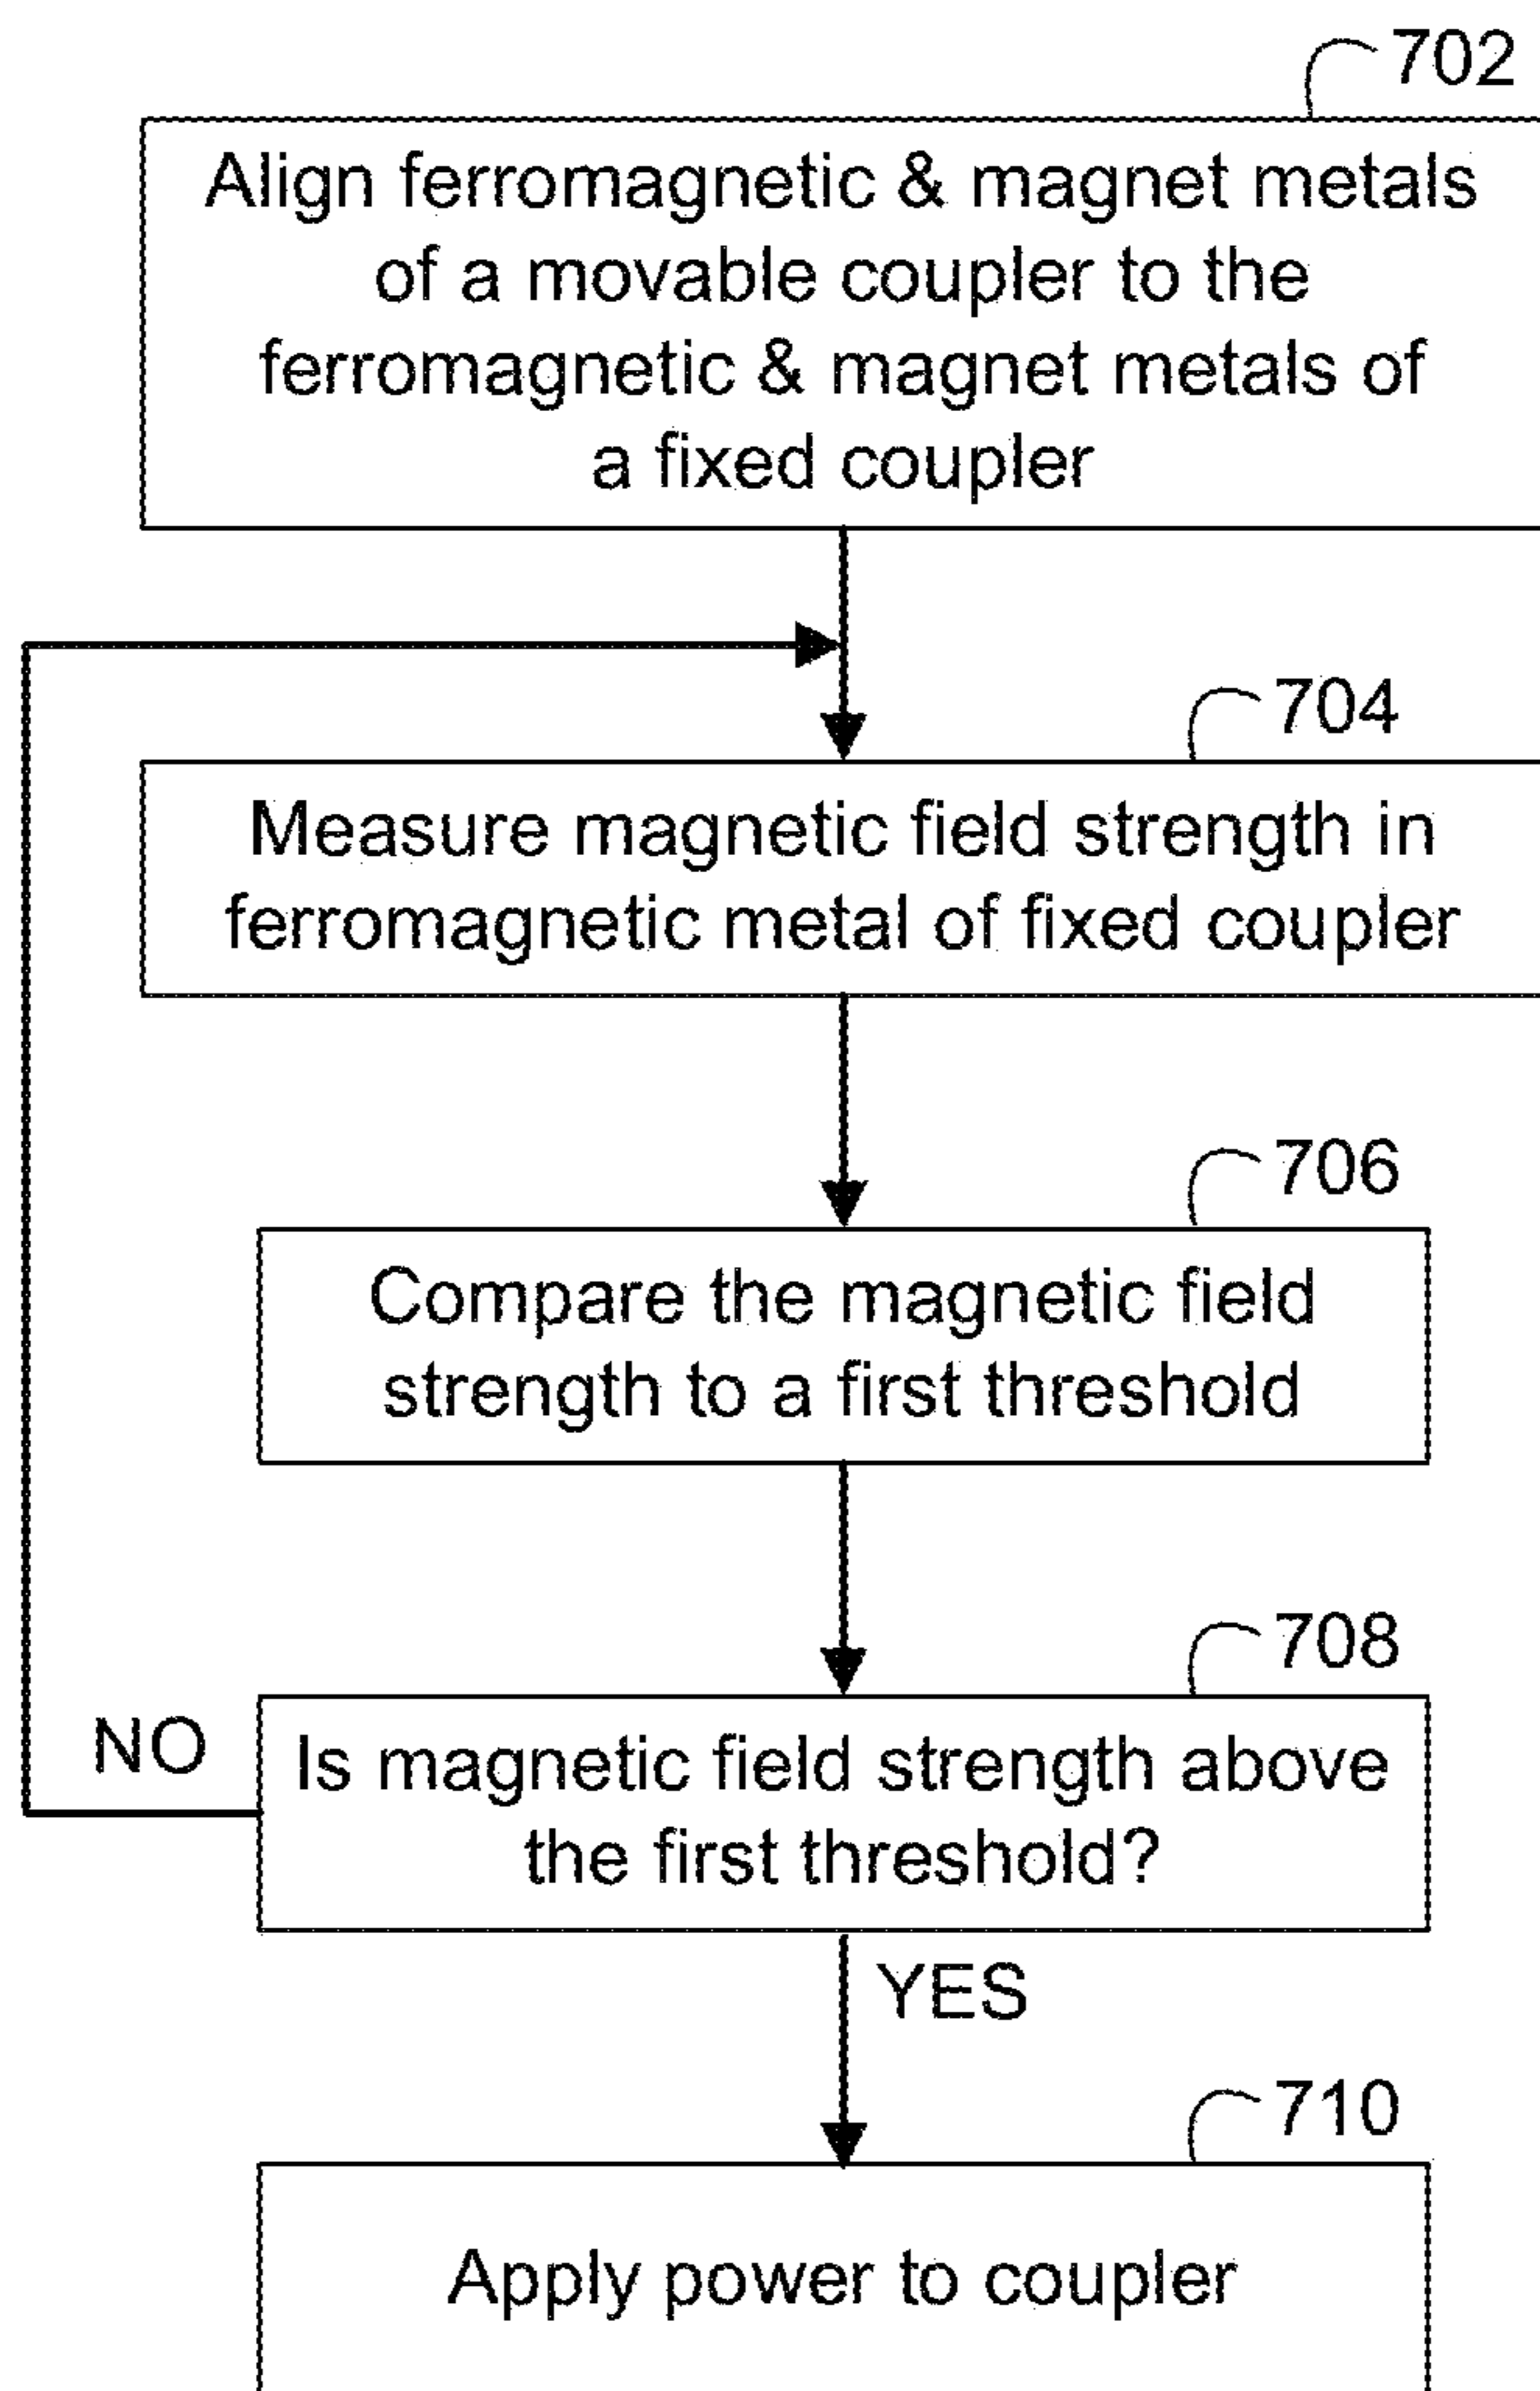 702
Align ferromagnetic & magnet metals
of a movable coupler to the
ferromagnetic & magnet metals of
a fixed coupler
704
Measure magnetic field strength in
ferromagnetic metal of fixed coupler
706
Compare the magnetic field
strength to a first threshold
708
NO
Is magnetic field strength above
the first threshold?
YES
710
Apply power to coupler